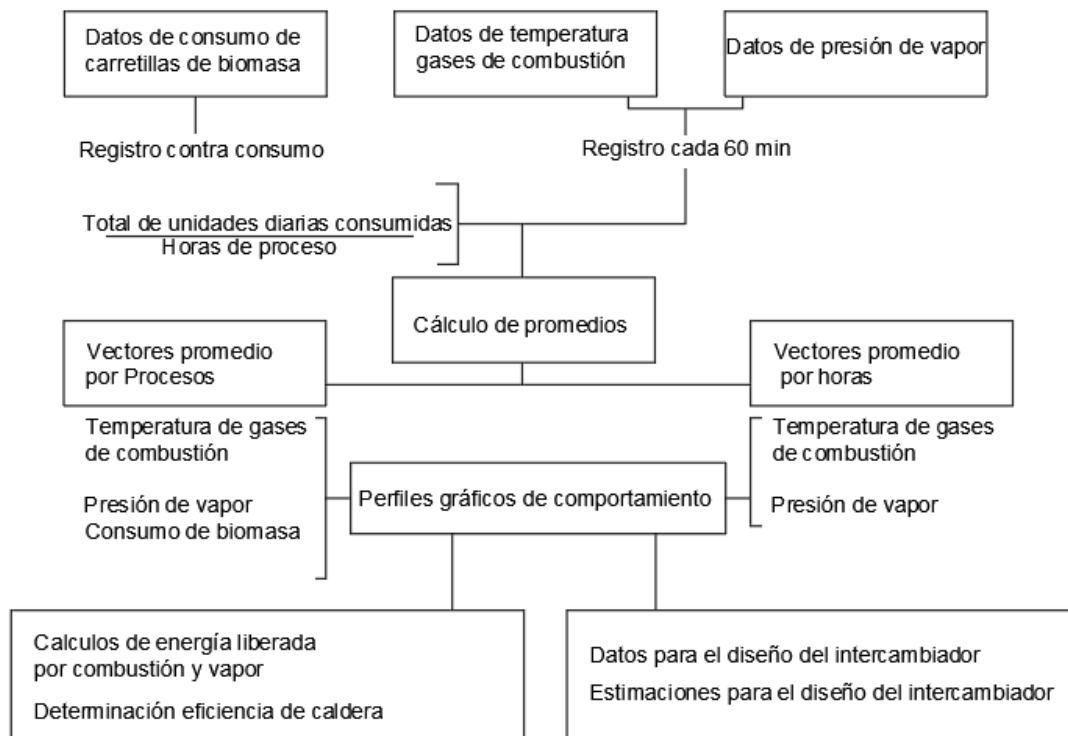 Datos de consumo de
carretillas de biomasa
Datos de temperatura
gases de combustión
Datos de presión de vapor
Registro contra consumo
Registro cada 60 min
Total de unidades diarias consumidas
Horas de proceso
Cálculo de promedios
Vectores promedio
por Procesos
Vectores promedio
por horas
Temperatura de gases
de combustión
Presión de vapor
Consumo de biomasa
Perfiles gráficos de comportamiento
Temperatura de gases
de combustión
Presión de vapor
Calculos de energía liberada
por combustión y vapor
Determinación eficiencia de caldera
Datos para el diseño del intercambiador
Estimaciones para el diseño del intercambiador